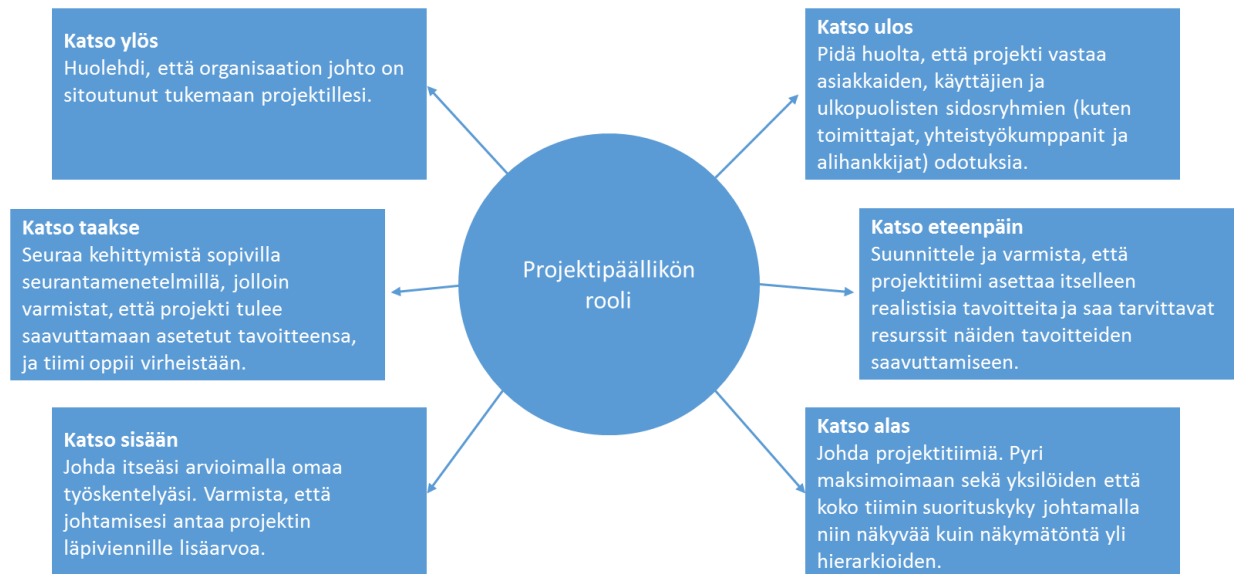 Katso ylös
Huolehdi, että organisaation johto on
sitoutunut tukemaan projektillesi.
Katso ulos
Pidä huolta, että projekti vastaa
asiakkaiden, käyttäjien ja
ulkopuolisten sidosryhmien (kuten
toimittajat, yhteistyökumppanit ja
alihankkijat) odotuksia.
Katso taakse
Seuraa kehittymistä sopivilla
seurantamenetelmillä, jolloin
varmistat, että projekti tulee
saavuttamaan asetetut tavoitteensa,
ja tiimi oppii virheistään.
Projektipäällikön
rooli
Katso eteenpäin
Suunnittele ja varmista, että
projektitiimi asettaa itselleen
realistisia tavoitteita ja saa tarvittavat
resurssit näiden tavoitteiden
saavuttamiseen.
Katso sisään
Johda itseäsi arvioimalla omaa
työskentelyäsi. Varmista, että
johtamisesi antaa projektin
läpiviennille lisäarvoa.
Katso alas
Johda projektitiimiä. Pyri
maksimoimaan sekä yksilöiden että
koko tiimin suorituskyky johtamalla
niin näkyvää kuin näkymätöntä yli
hierarkioiden.